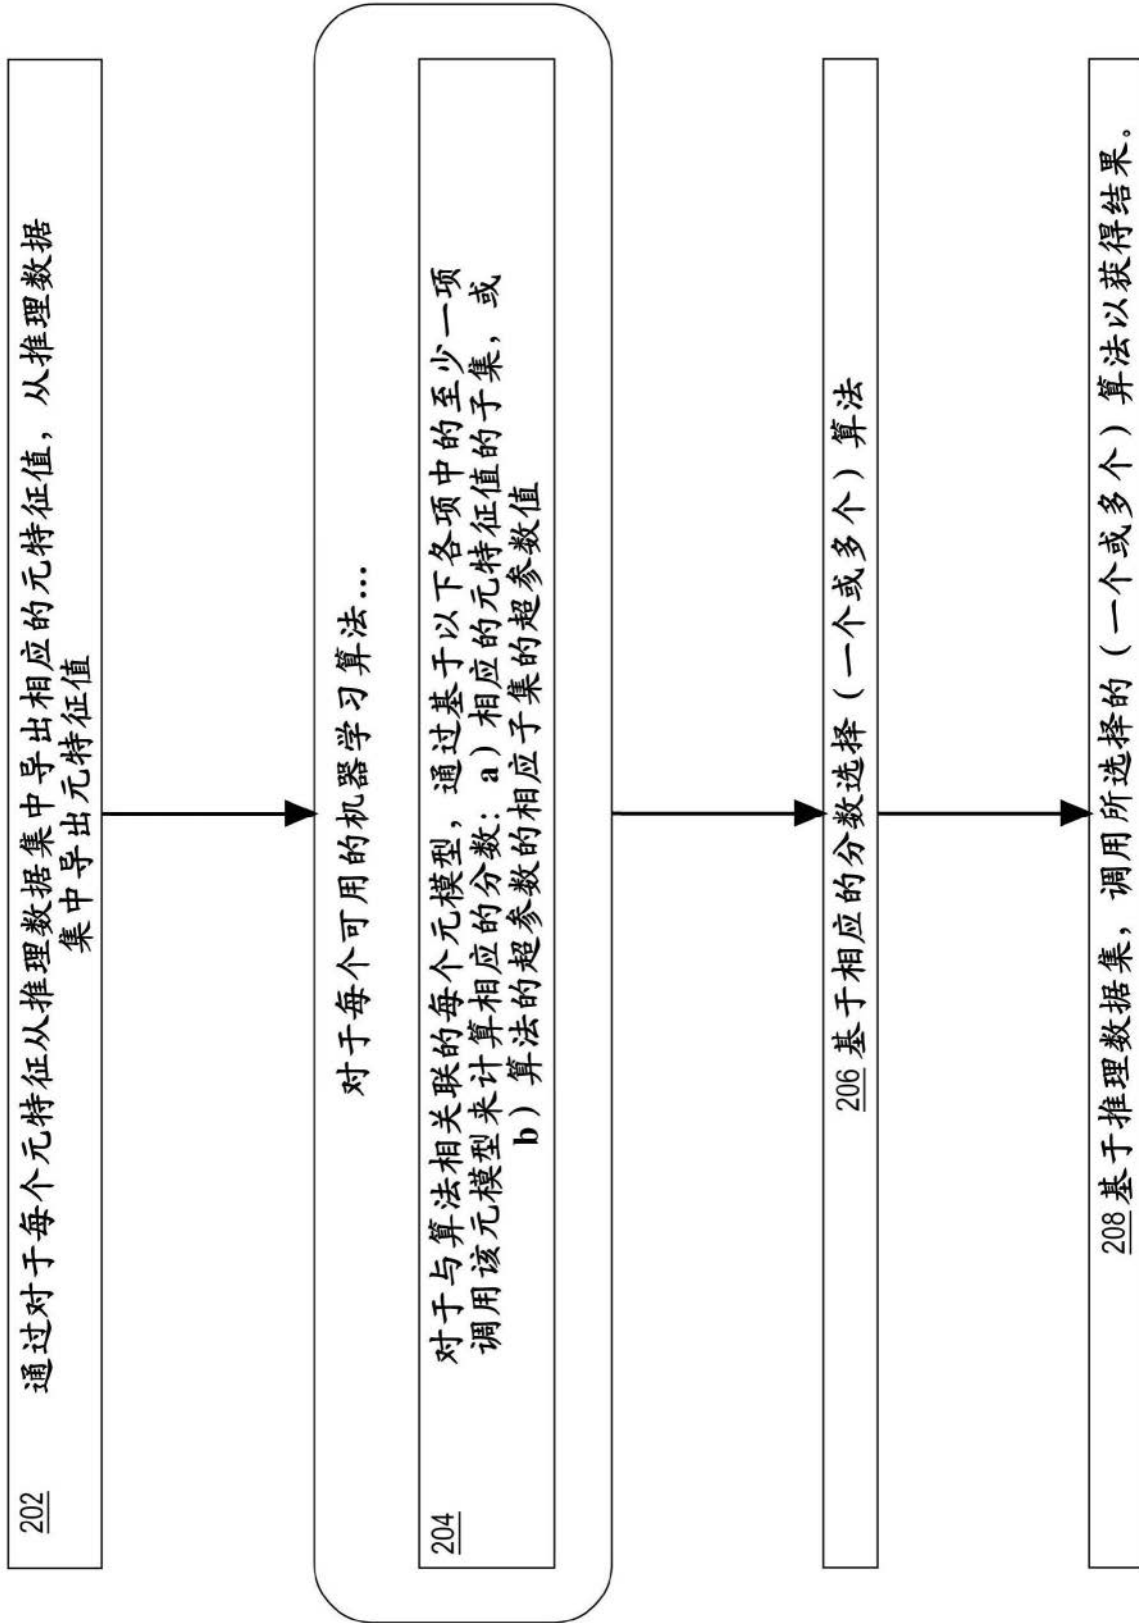 202 通过对于每个元特征从推理数据集中导出相应的元特征值，从推理数据
集中导出元特征值
对于每个可用的机器学习算法...
204 对于与算法相关联的每个元模型，通过基于以下各项中的至少一项
调用该元模型来计算相应的分数：a）相应的元特征值的子集，或
b）算法的超参数的相应子集的超参数值
206 基于相应的分数选择（一个或多个）算法
208 基于推理数据集，调用所选择的（一个或多个）算法以获得结果。